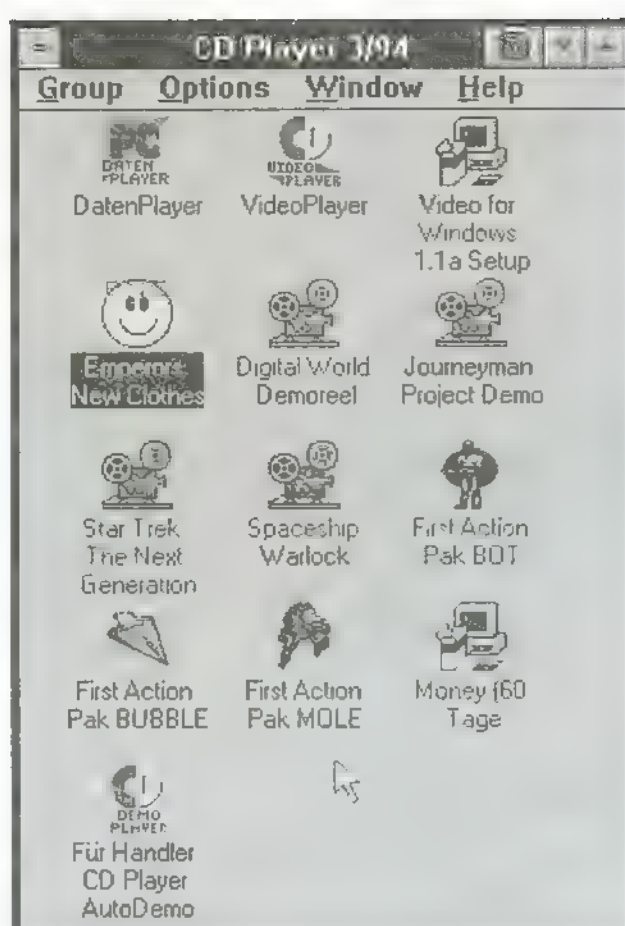 CD Player 3/94
Group Options Window Help
PC
DATEN
PLAYER
DatenPlayer
VIDEO
PLAYER
VideoPlayer
Video for
Windows
1.1a Setup
Emperors
New Clothes
Digital World
Demoreel
Journeyman
Project Demo
Star Trek
The Next
Generation
Spaceship
Warlock
First Action
Pak BOT
First Action
Pak BUBBLE
First Action
Pak MOLE
Money (60
Tage
DEMO
PLAYER
Für Handler
CD Player
AutoDemo